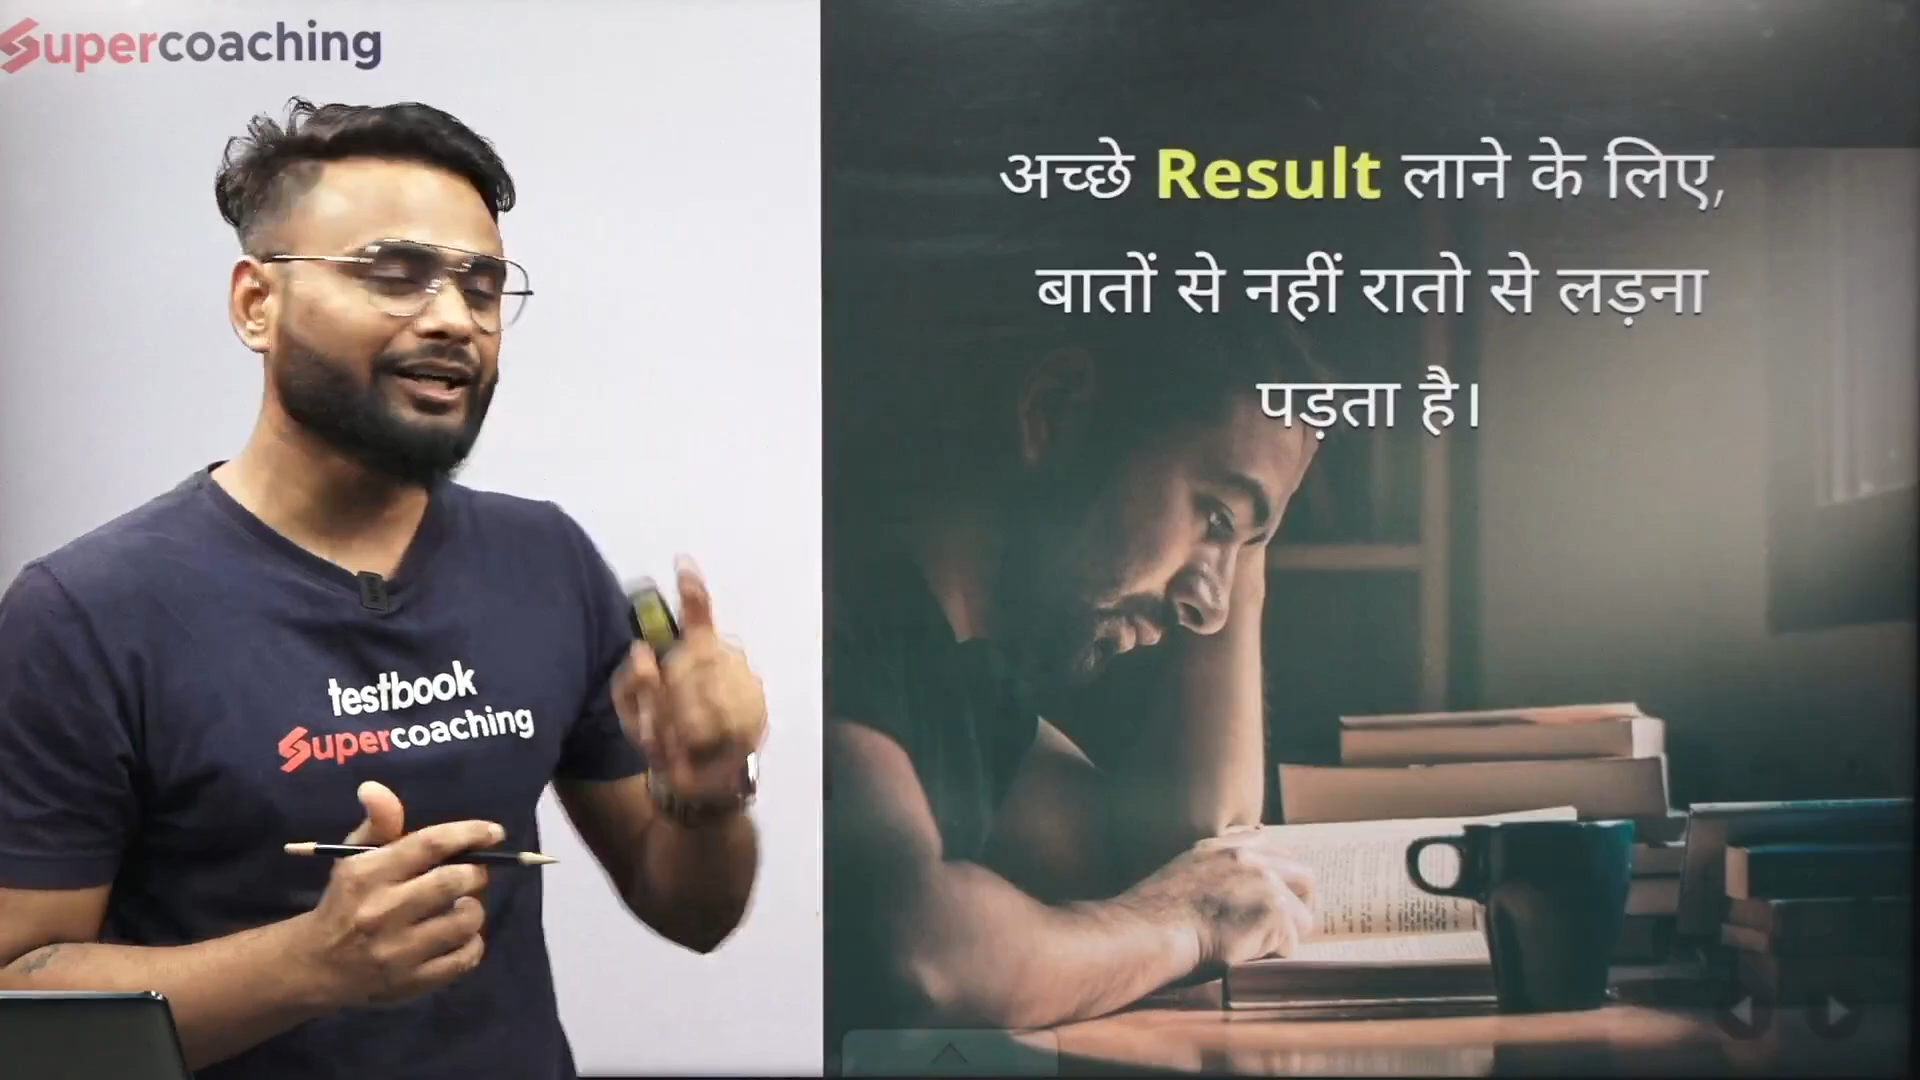 Supercoaching
अच्छे Result लाने के लिए,
बातों से नहीं रातो से लड़ना
पड़ता है।
testbook
Supercoaching